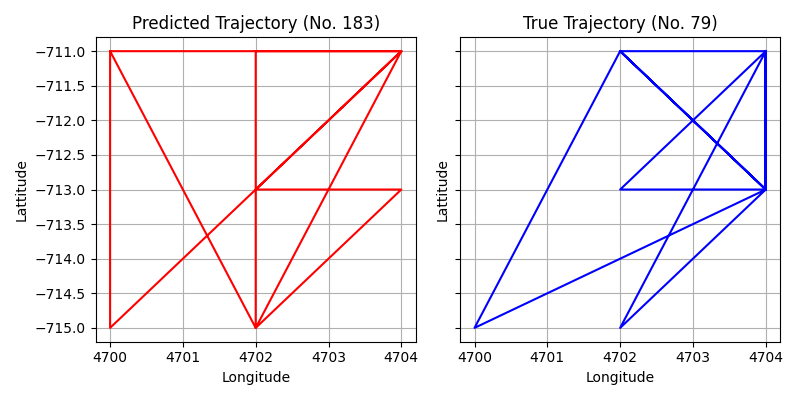 Predicted Trajectory (No. 183)
−711.0
−711.5
−712.0
−712.5
−713.0
−713.5
−714.0
−714.5
−715.0
Lattitude
4700 4701 4702 4703 4704
Longitude
True Trajectory (No. 79)
Lattitude
4700 4701 4702 4703 4704
Longitude